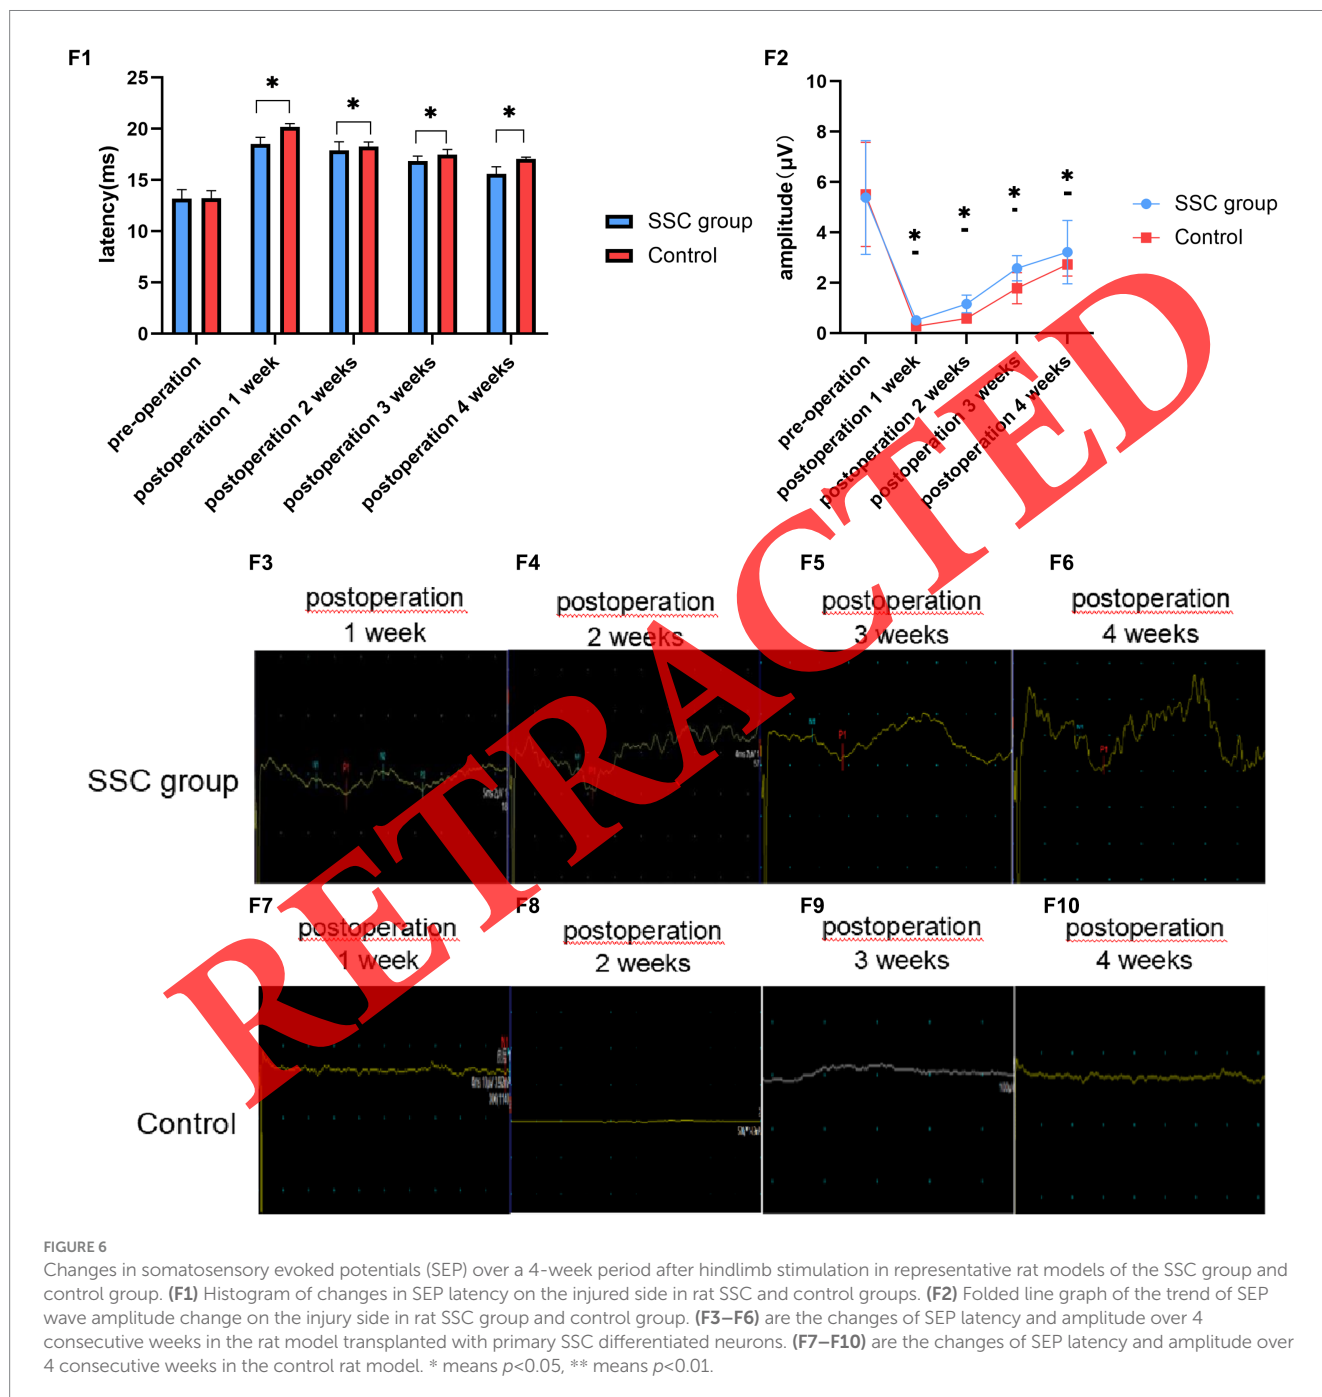 F1
25
20
15
10
5
0
latency(ms)
*
*
*
*
pre-operation
postoperation 1 week
postoperation 2 weeks
postoperation 3 weeks
postoperation 4 weeks
SSC group
Control
F2
10
8
6
4
2
0
amplitude(μV)
*
*
*
*
pre-operation
postoperation 1 week
postoperation 2 weeks
postoperation 3 weeks
postoperation 4 weeks
SSC group
Control
RETRACTED
F3
postoperation
1 week
F4
postoperation
2 weeks
F5
postoperation
3 weeks
F6
postoperation
4 weeks
SSC group
P1
P1
F7
postoperation
1 week
F8
postoperation
2 weeks
F9
postoperation
3 weeks
F10
postoperation
4 weeks
Control
FIGURE 6
Changes in somatosensory evoked potentials (SEP) over a 4-week period after hindlimb stimulation in representative rat models of the SSC group and
control group. (F1) Histogram of changes in SEP latency on the injured side in rat SSC and control groups. (F2) Folded line graph of the trend of SEP
wave amplitude change on the injury side in rat SSC group and control group. (F3–F6) are the changes of SEP latency and amplitude over 4
consecutive weeks in the rat model transplanted with primary SSC differentiated neurons. (F7–F10) are the changes of SEP latency and amplitude over
4 consecutive weeks in the control rat model. * means p<0.05, ** means p<0.01.